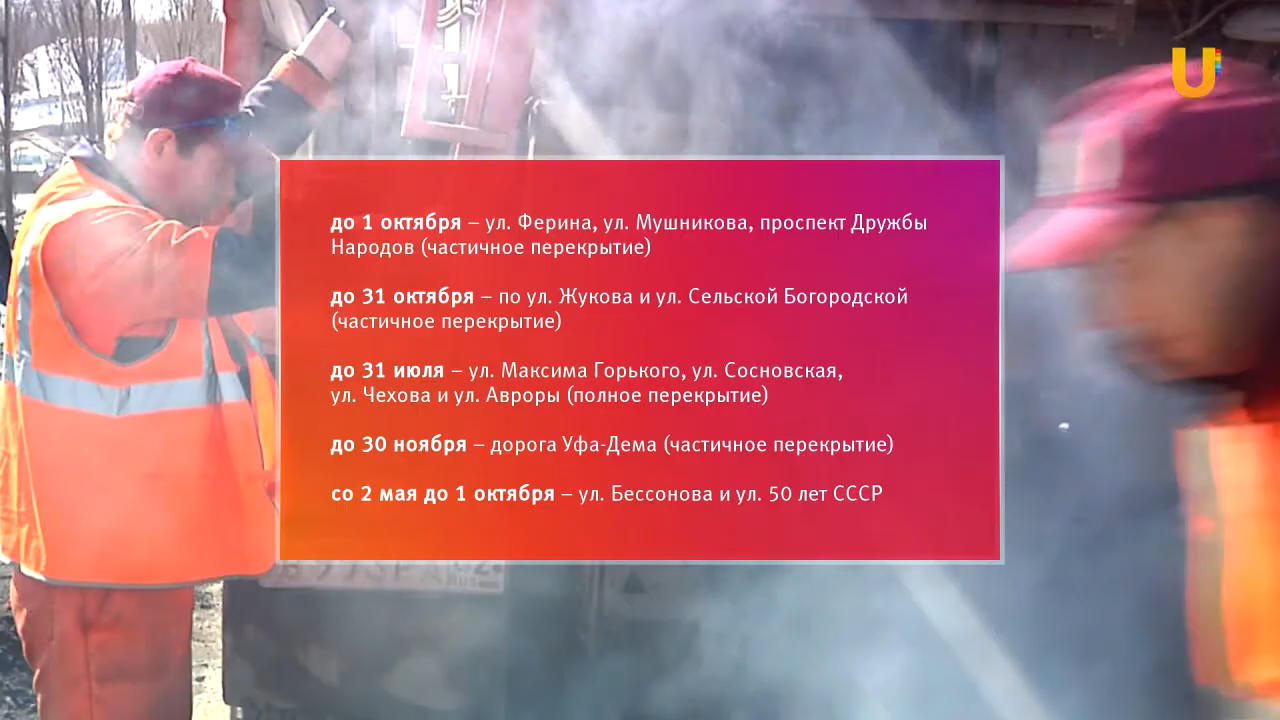 U
до 1 октября – ул. Ферина, ул. Мушникова, проспект Дружбы
Народов (частичное перекрытие)
до 31 октября – по ул. Жукова и ул. Сельской Богородской
(частичное перекрытие)
до 31 июля – ул. Максима Горького, ул. Сосновская,
ул. Чехова и ул. Авроры (полное перекрытие)
до 30 ноября – дорога Уфа-Дема (частичное перекрытие)
со 2 мая до 1 октября – ул. Бессонова и ул. 50 лет СССР